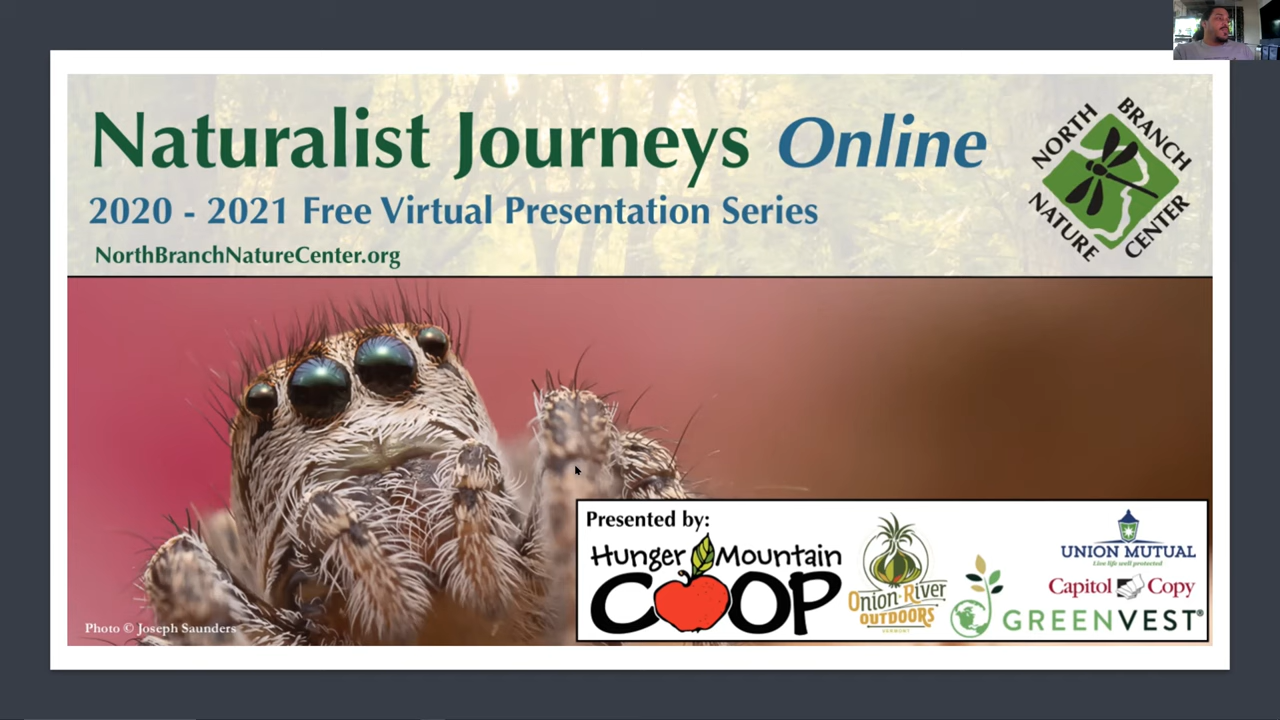 Naturalist Journeys Online
2020 - 2021 Free Virtual Presentation Series
NorthBranchNatureCenter.org
NORTH BRANCH
NATURE CENTER
Presented by:
Hunger Mountain
COOP
Onion River
OUTDOORS
VERMONT
UNION MUTUAL
Live life well protected
Capitol Copy
GREENVEST®
Photo © Joseph Saunders